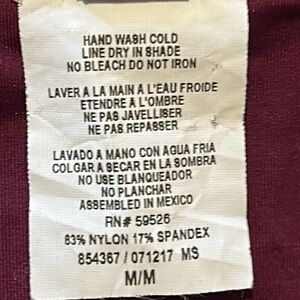 HAND WASH COLD
LINE DRY IN SHADE
NO BLEACH DO NOT IRON
LAVER A LA MAIN A L'EAU FROIDE
ETENDRE A L'OMBRE
NE PAS JAVELLISER
NE PAS REPASSER
LAVADO A MANO CON AGUA FRIA
COLGAR A SECAR EN LA SOMBRA
NO USE BLANQUEADOR
NO PLANCHAR
ASSEMBLED IN MEXICO
RN# 59526
83% NYLON 17% SPANDEX
854367 / 071217 MS
M/M